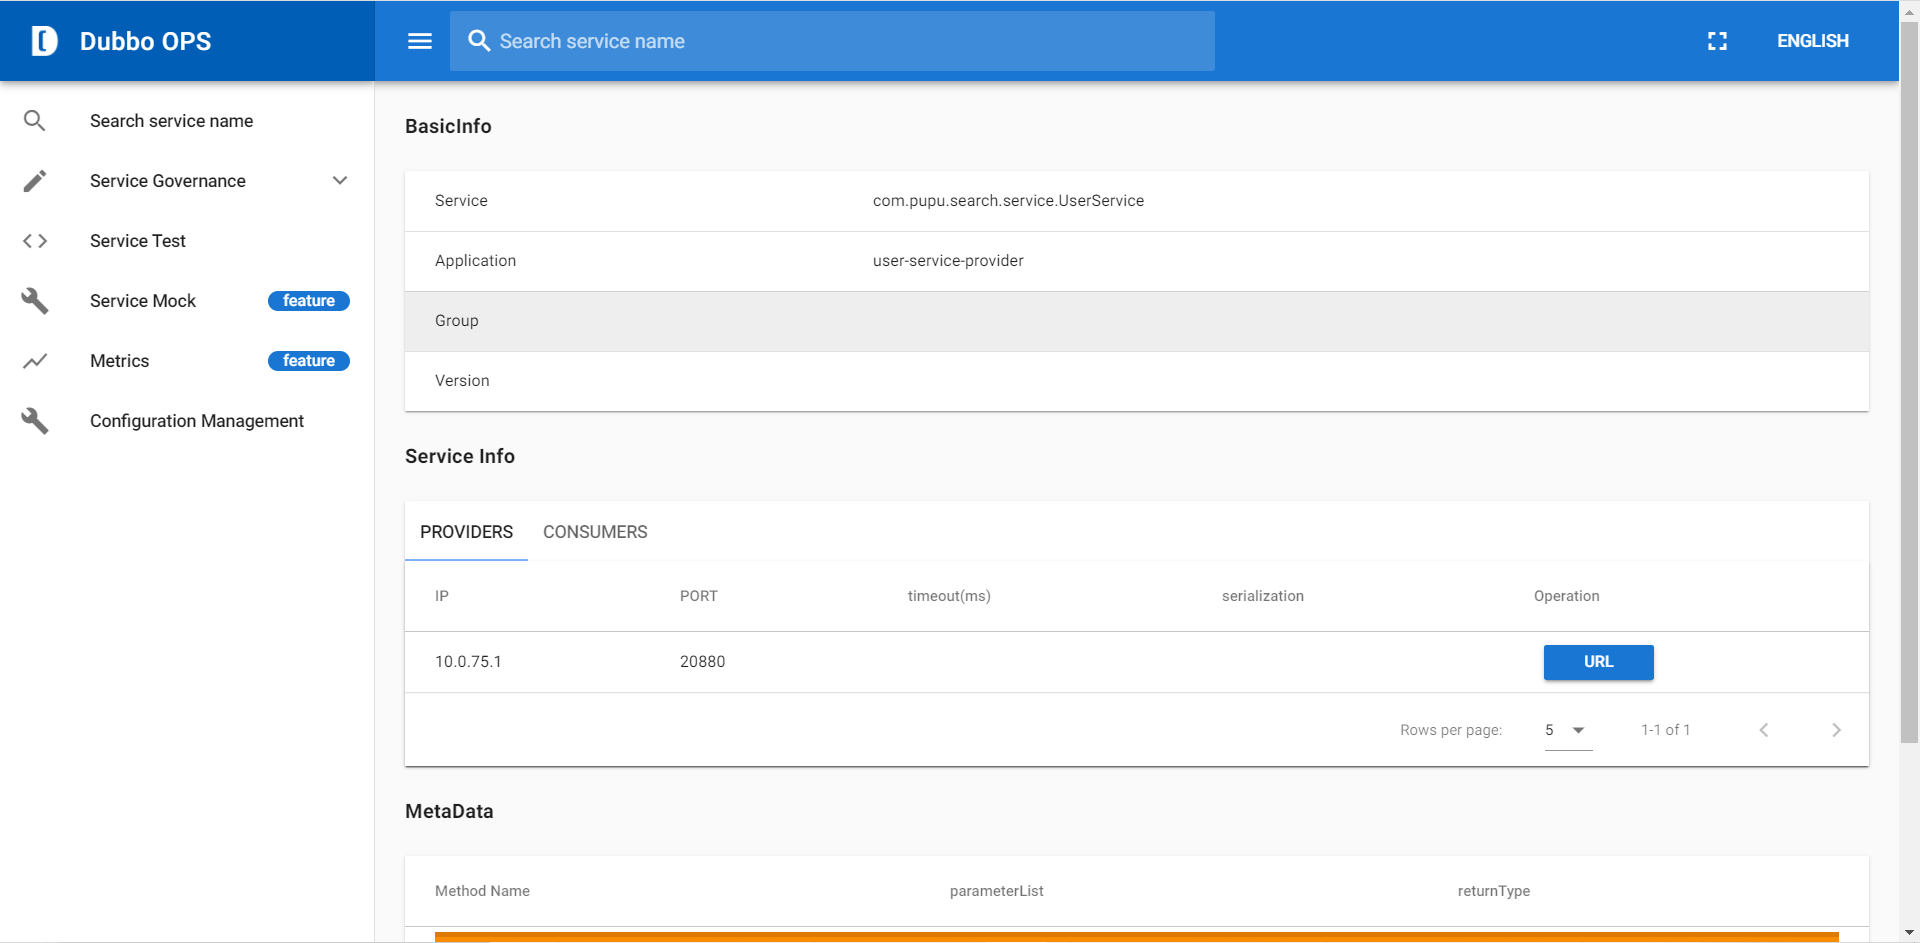 Dubbo OPS
Search service name
ENGLISH
Search service name
Service Governance
Service Test
Service Mock feature
Metrics feature
Configuration Management
BasicInfo
Service com.pupu.search.service.UserService
Application user-service-provider
Group
Version
Service Info
PROVIDERS CONSUMERS
IP PORT timeout(ms) serialization Operation
10.0.75.1 20880 URL
Rows per page: 5 1-1 of 1
MetaData
Method Name parameterList returnType